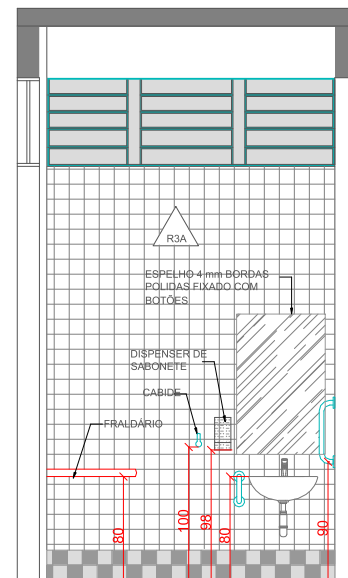 R3A
ESPELHO 4 mm BORDAS
POLIDAS FIXADO COM
BOTÕES
DISPENSER DE
SABONETE
CABIDE
FRALDÁRIO
80
100
98
80
90